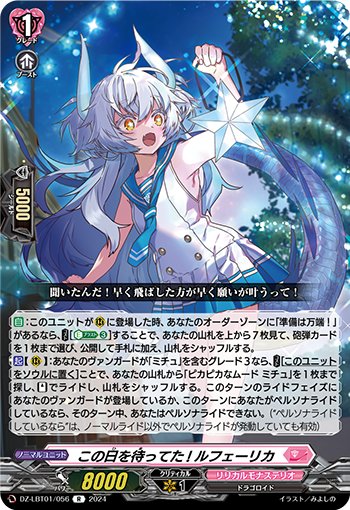 1
グレード
ブースト
シールド
5000
聞いたんだ!早く飛ばした方が早く願いが叶うって!
自:このユニットがRに登場した時、あなたのオーダーゾーンに「準備は万端!」
があるなら、【コスト】することで、あなたの山札を上から7枚見て、砲弾カード
を1枚まで選び、公開して手札に加え、山札をシャッフルする。
起【R】:あなたのヴァンガードが「ミチュ」を含むグレード3なら、【コスト】[このユニット
をソウルに置く]ことで、あなたの山札から「ピカピカなムード ミチュ」を1枚まで
探し、でライドし、山札をシャッフルする。このターンのライドフェイズに
あなたのヴァンガードが登場しているか、このターンにあなたがペルソナライド
しているなら、そのターン中、あなたはペルソナライドできない。(“ペルソナライド
している”は、ノーマルライド以外でペルソナライドが発動していても有効)
ノーマルユニット
この日を待ってた!ルフェーリカ
リリカルモナステリオ
パワー
8000
クリティカル
1
ドラゴロイド
DZ-LBT01/056 R 2024
イラスト/みよしの